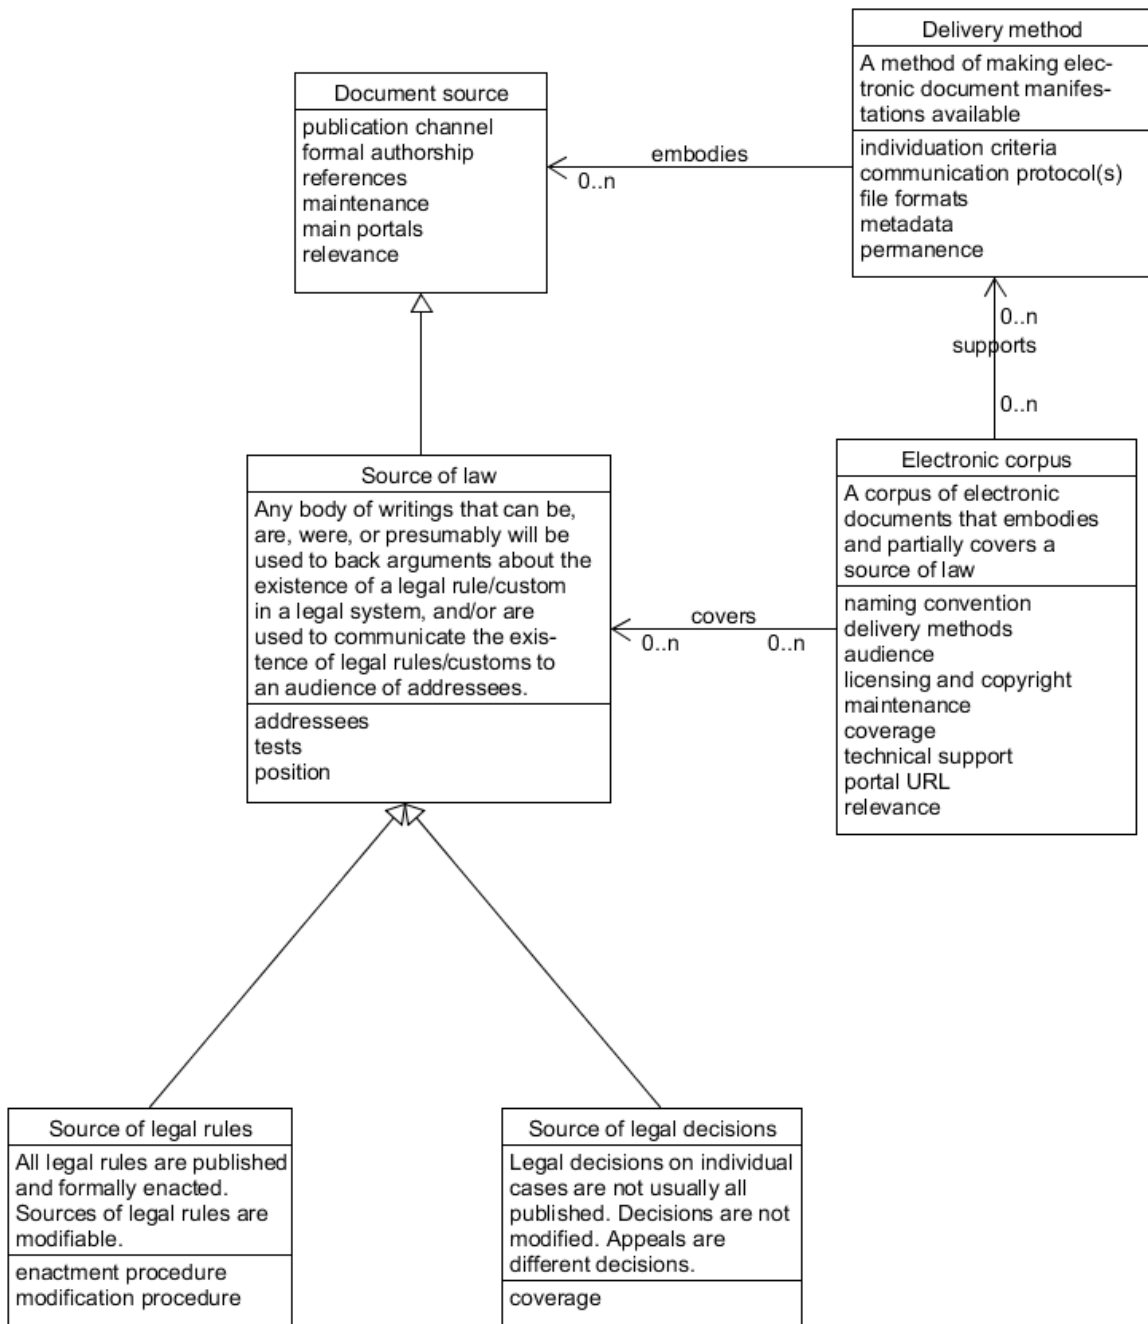 Delivery method
A method of making elec-
tronic document manifes-
tations available
individuation criteria
communication protocol(s)
file formats
metadata
permanence
Document source
publication channel
formal authorship
references
maintenance
main portals
relevance
embodies
0..n
0..n
supports
0..n
Source of law
Any body of writings that can be,
are, were, or presumably will be
used to back arguments about the
existence of a legal rule/custom
in a legal system, and/or are
used to communicate the exis-
tence of legal rules/customs to
an audience of addressees.
addressees
tests
position
covers
0..n
0..n
Electronic corpus
A corpus of electronic
documents that embodies
and partially covers a
source of law
naming convention
delivery methods
audience
licensing and copyright
maintenance
coverage
technical support
portal URL
relevance
Source of legal rules
All legal rules are published
and formally enacted.
Sources of legal rules are
modifiable.
enactment procedure
modification procedure
Source of legal decisions
Legal decisions on individual
cases are not usually all
published. Decisions are not
modified. Appeals are
different decisions.
coverage